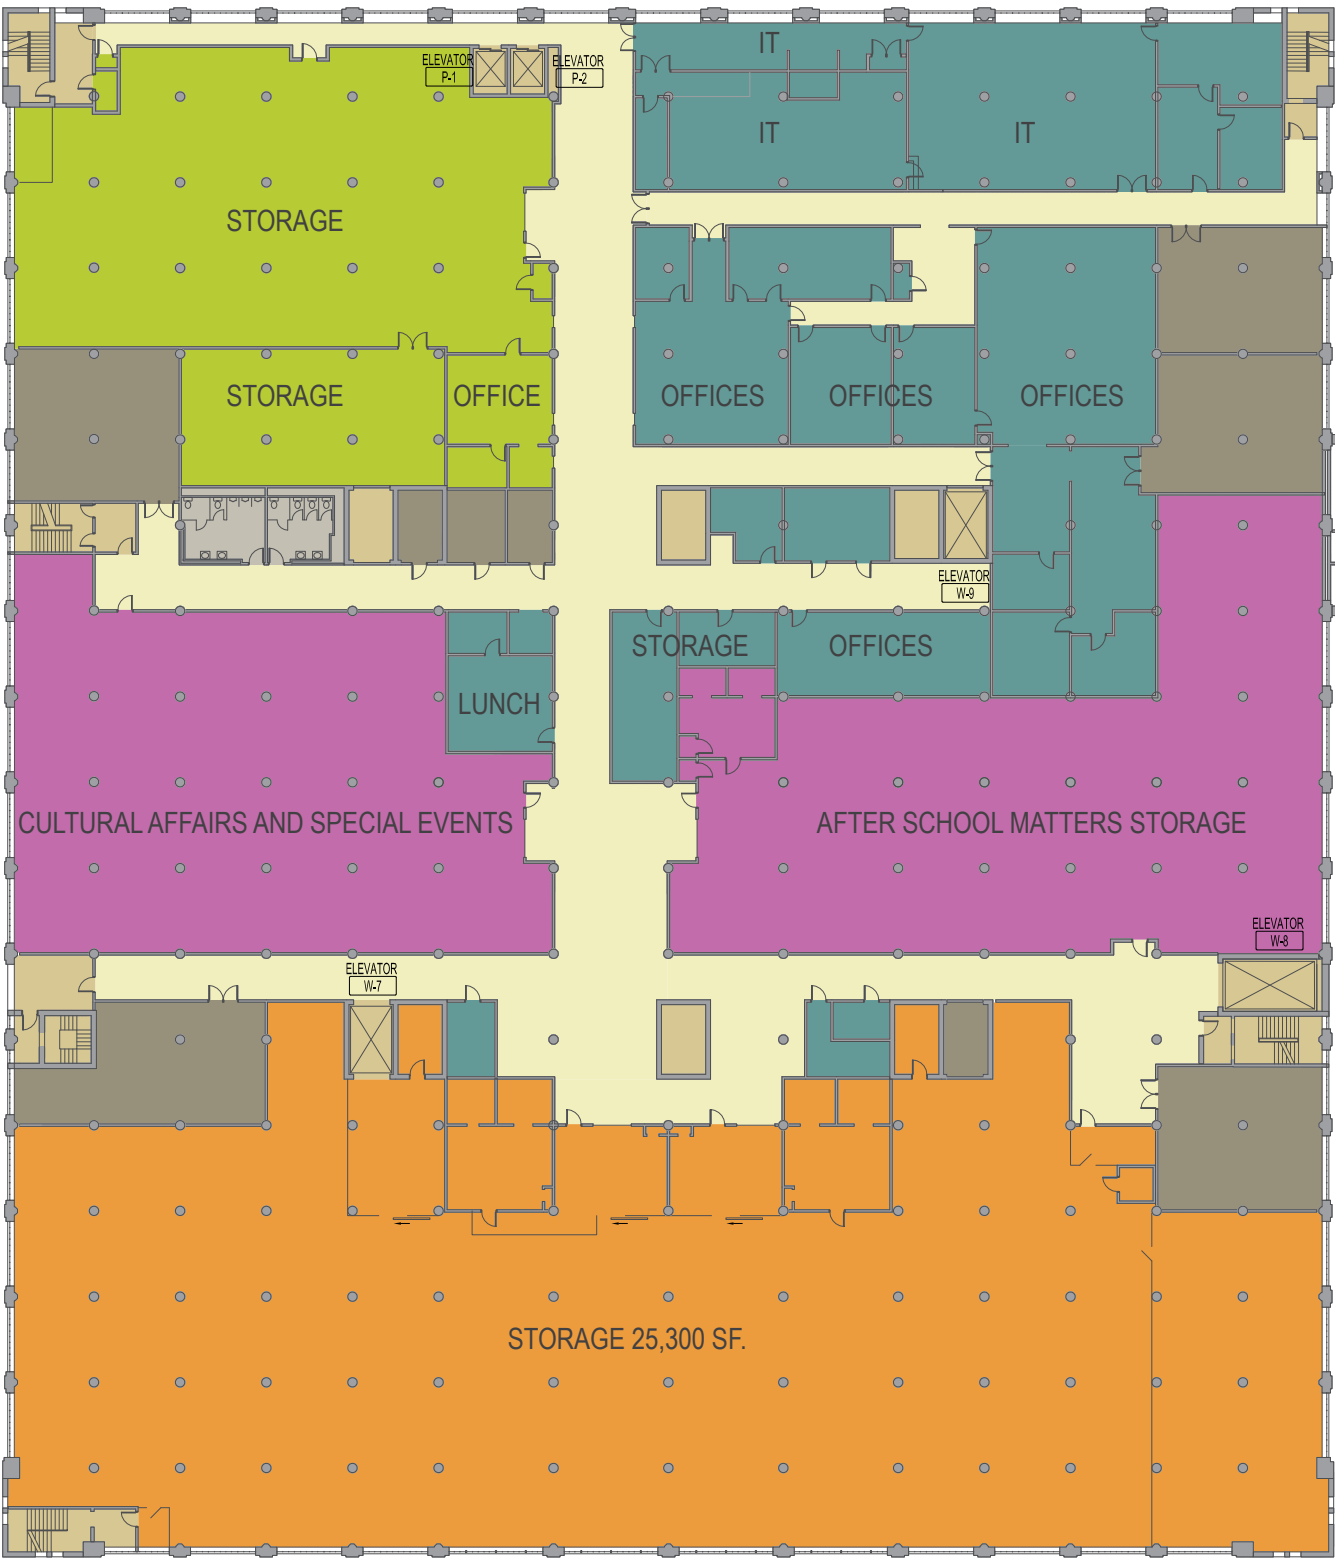 IT
ELEVATOR
P-1
ELEVATOR
P-2
IT
IT
STORAGE
STORAGE
OFFICE
OFFICES
OFFICES
OFFICES
ELEVATOR
W-9
STORAGE
OFFICES
LUNCH
CULTURAL AFFAIRS AND SPECIAL EVENTS
AFTER SCHOOL MATTERS STORAGE
ELEVATOR
W-8
ELEVATOR
W-7
STORAGE 25,300 SF.